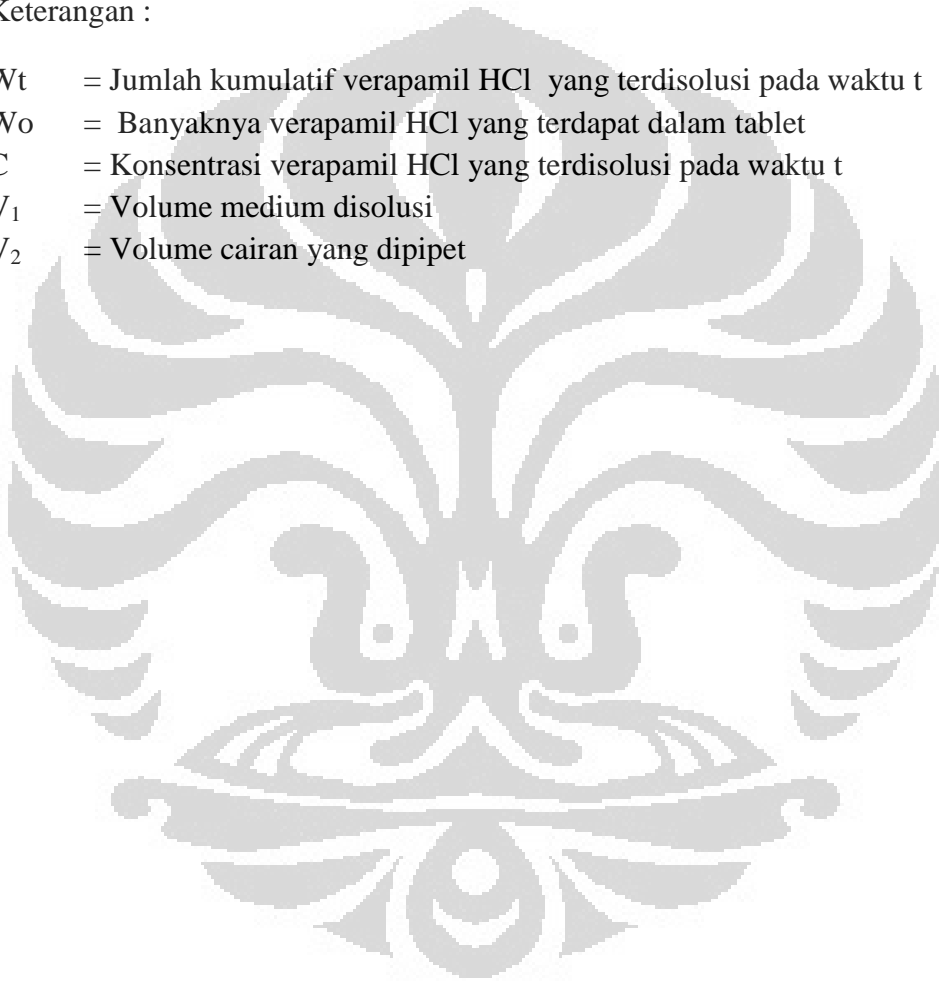 Keterangan :
Wt = Jumlah kumulatif verapamil HCl yang terdisolusi pada waktu t
Wo = Banyaknya verapamil HCl yang terdapat dalam tablet
C = Konsentrasi verapamil HCl yang terdisolusi pada waktu t
V₁ = Volume medium disolusi
V₂ = Volume cairan yang dipipet